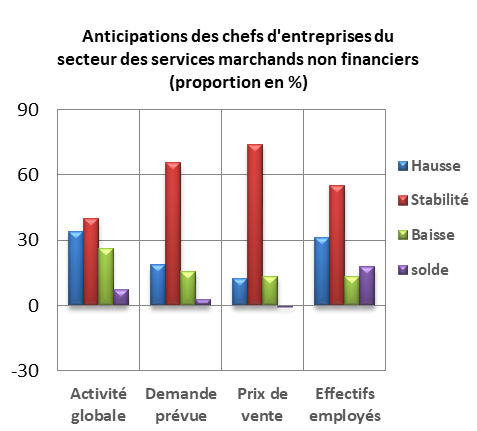 Anticipations des chefs d'entreprises du
secteur des services marchands non financiers
(proportion en %)
90
60
30
0
-30
Hausse
Stabilité
Baisse
solde
Activité
globale
Demande
prévue
Prix de
vente
Effectifs
employés